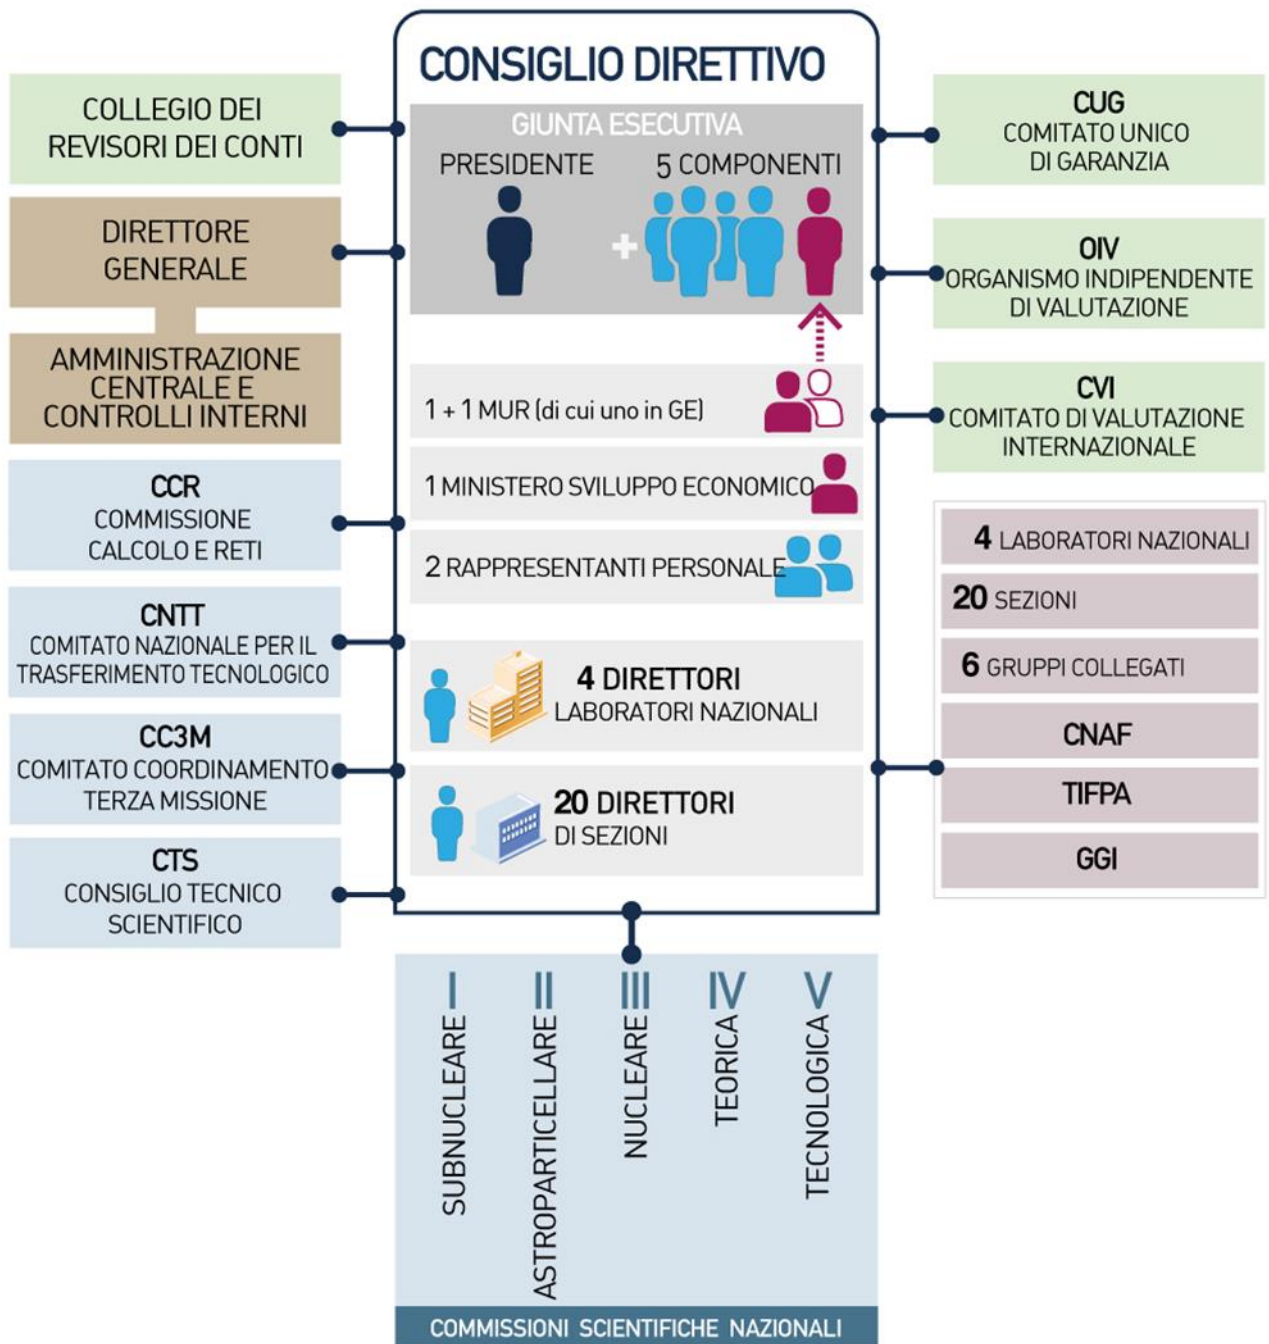 CONSIGLIO DIRETTIVO
GIUNTA ESECUTIVA
PRESIDENTE
5 COMPONENTI
+
1 + 1 MUR (di cui uno in GE)
1 MINISTERO SVILUPPO ECONOMICO
2 RAPPRESENTANTI PERSONALE
4 DIRETTORI
LABORATORI NAZIONALI
20 DIRETTORI
DI SEZIONI
COLLEGIO DEI
REVISORI DEI CONTI
DIRETTORE
GENERALE
AMMINISTRAZIONE
CENTRALE E
CONTROLLI INTERNI
CCR
COMMISSIONE
CALCOLO E RETI
CNTT
COMITATO NAZIONALE PER IL
TRASFERIMENTO TECNOLOGICO
CC3M
COMITATO COORDINAMENTO
TERZA MISSIONE
CTS
CONSIGLIO TECNICO
SCIENTIFICO
CUG
COMITATO UNICO
DI GARANZIA
OIV
ORGANISMO INDIPENDENTE
DI VALUTAZIONE
CVI
COMITATO DI VALUTAZIONE
INTERNAZIONALE
4 LABORATORI NAZIONALI
20 SEZIONI
6 GRUPPI COLLEGATI
CNAF
TIFPA
GGI
I
SUBNUCLEARE
II
ASTROPARTICELLARE
III
NUCLEARE
IV
TEORICA
V
TECNOLOGICA
COMMISSIONI SCIENTIFICHE NAZIONALI